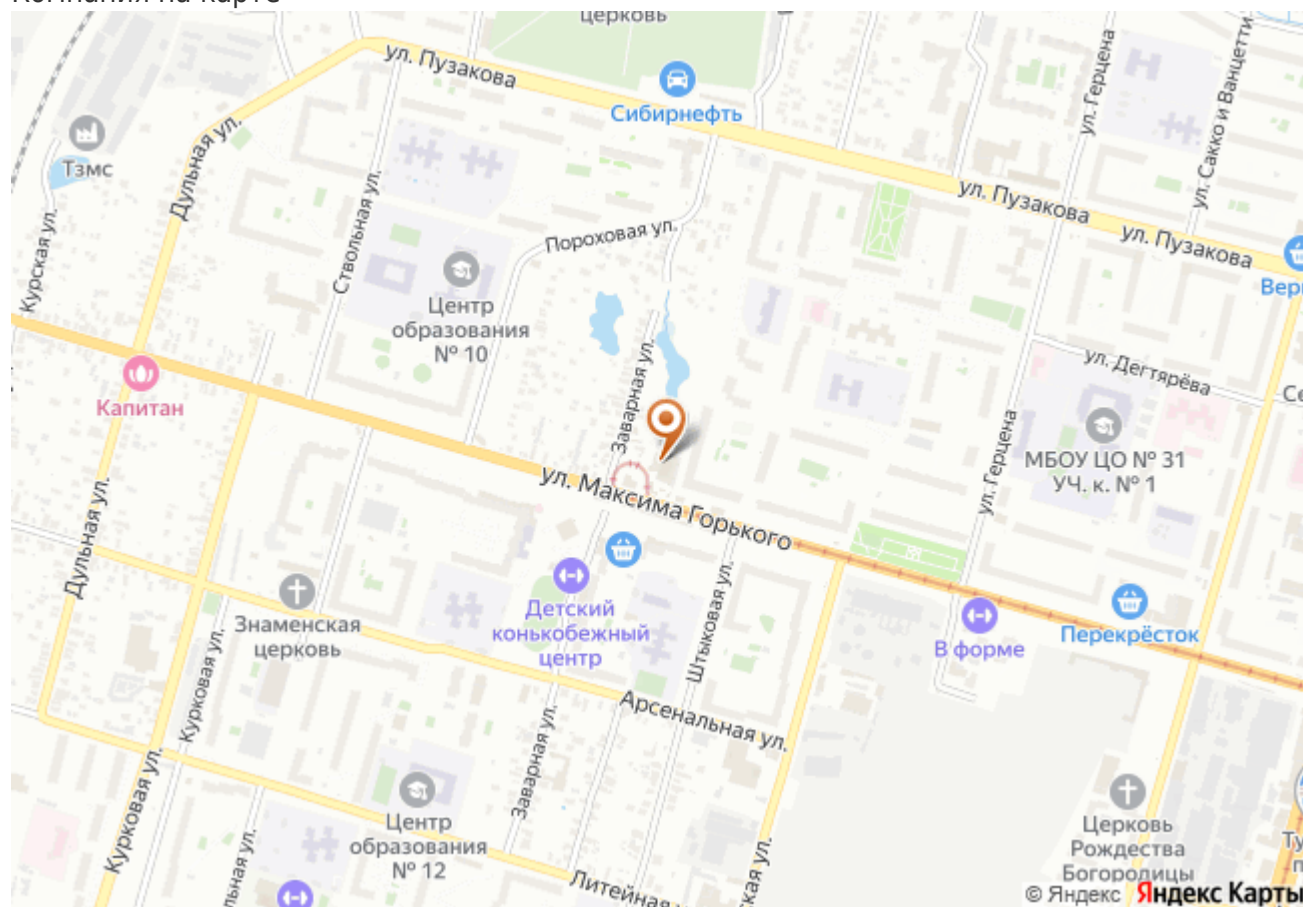 церковь
ул. Пузакова
Сибирнефть
ул. Герцена
ул. Сакко и Ванцетти
Тзмс
Дульная ул.
Ствольная ул.
Курская ул.
ул. Пузакова
ул. Пузакова
Пороховая ул.
Центр
образования
№ 10
Заварная ул.
ул. Дегтярёва
Капитан
ул. Герцена
МБОУ ЦО № 31
УЧ. к. № 1
ул. Максима Горького
Дульная ул.
Детский
конькобежный
центр
Штыковая ул.
Знаменская
церковь
В форме
Перекрёсток
Курковая ул.
Арсенальная ул.
Заварная ул.
Курковая ул.
Центр
образования
№ 12
Литейная
Церковь
Рождества
Богородицы
© Яндекс Яндекс Карты